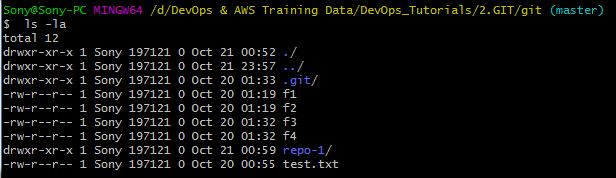 Sony@Sony-PC MINGW64 /d/DevOps & AWS Training Data/DevOps_Tutorials/2.GIT/git (master)
$ ls -la
total 12
drwxr-xr-x 1 Sony 197121 0 Oct 21 00:52 ./
drwxr-xr-x 1 Sony 197121 0 Oct 21 23:57 ../
drwxr-xr-x 1 Sony 197121 0 Oct 20 01:33 .git/
-rw-r--r-- 1 Sony 197121 0 Oct 20 01:19 f1
-rw-r--r-- 1 Sony 197121 0 Oct 20 01:19 f2
-rw-r--r-- 1 Sony 197121 0 Oct 20 01:32 f3
-rw-r--r-- 1 Sony 197121 0 Oct 20 01:32 f4
drwxr-xr-x 1 Sony 197121 0 Oct 21 00:59 repo-1/
-rw-r--r-- 1 Sony 197121 0 Oct 20 00:55 test.txt